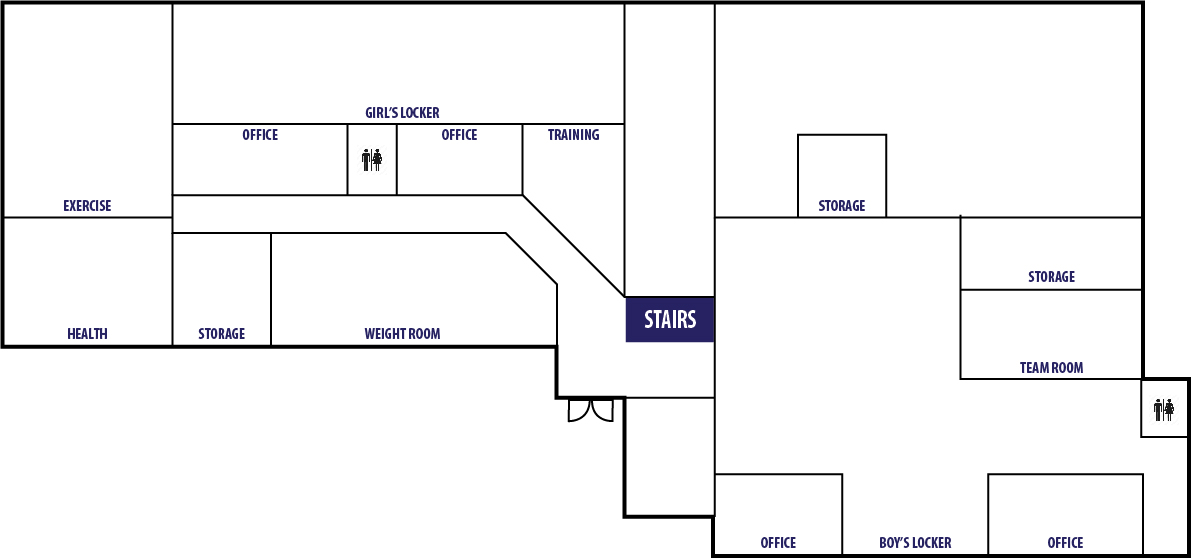 GIRL'S LOCKER
OFFICE
OFFICE
TRAINING
EXERCISE
STORAGE
STORAGE
STAIRS
HEALTH
STORAGE
WEIGHT ROOM
TEAM ROOM
OFFICE
BOY'S LOCKER
OFFICE